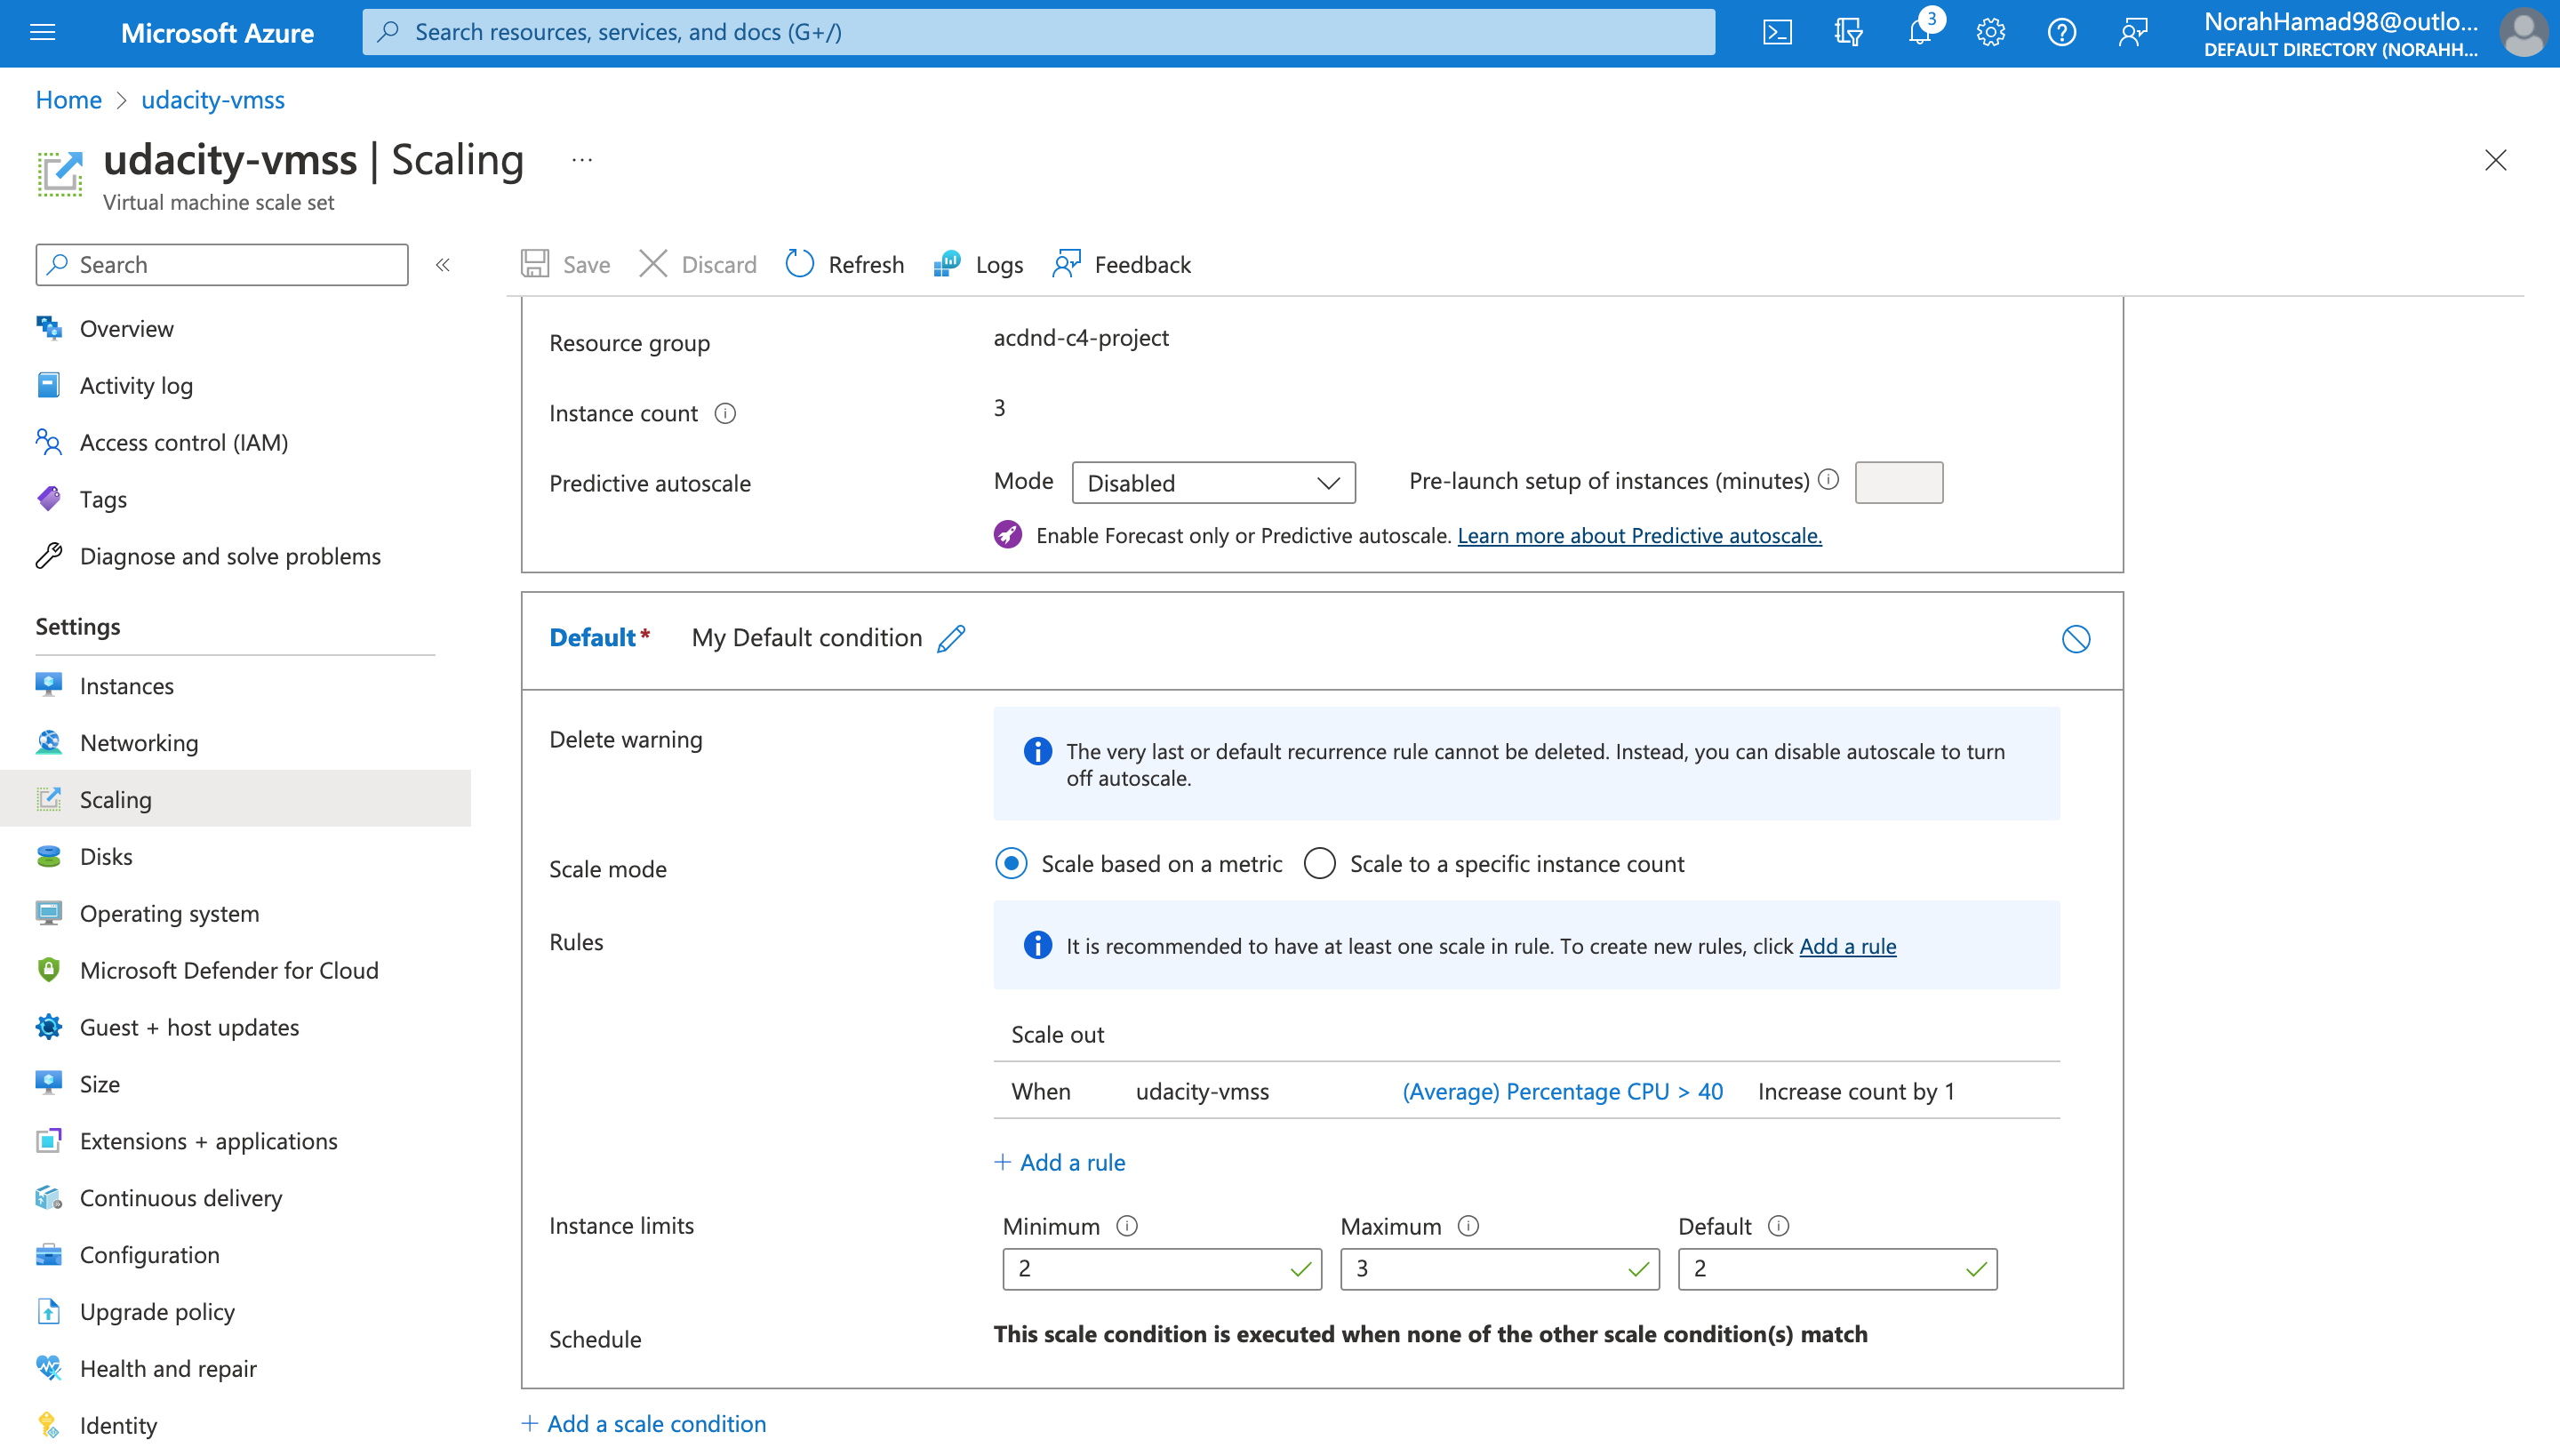 Microsoft Azure
Search resources, services, and docs (G+/)
3
NorahHamad98@outlo...
DEFAULT DIRECTORY (NORAHH...
Home > udacity-vmss
udacity-vmss | Scaling ...
Virtual machine scale set
Search «
Save Discard Refresh Logs Feedback
Overview
Activity log
Access control (IAM)
Tags
Diagnose and solve problems
Settings
Instances
Networking
Scaling
Disks
Operating system
Microsoft Defender for Cloud
Guest + host updates
Size
Extensions + applications
Continuous delivery
Configuration
Upgrade policy
Health and repair
Identity
Resource group acdnd-c4-project
Instance count 3
Predictive autoscale Mode Disabled Pre-launch setup of instances (minutes)
Enable Forecast only or Predictive autoscale. Learn more about Predictive autoscale.
Default* My Default condition
Delete warning
The very last or default recurrence rule cannot be deleted. Instead, you can disable autoscale to turn
off autoscale.
Scale mode Scale based on a metric Scale to a specific instance count
Rules It is recommended to have at least one scale in rule. To create new rules, click Add a rule
Scale out
When udacity-vmss (Average) Percentage CPU > 40 Increase count by 1
+ Add a rule
Instance limits Minimum Maximum Default
2 3 2
Schedule This scale condition is executed when none of the other scale condition(s) match
+ Add a scale condition